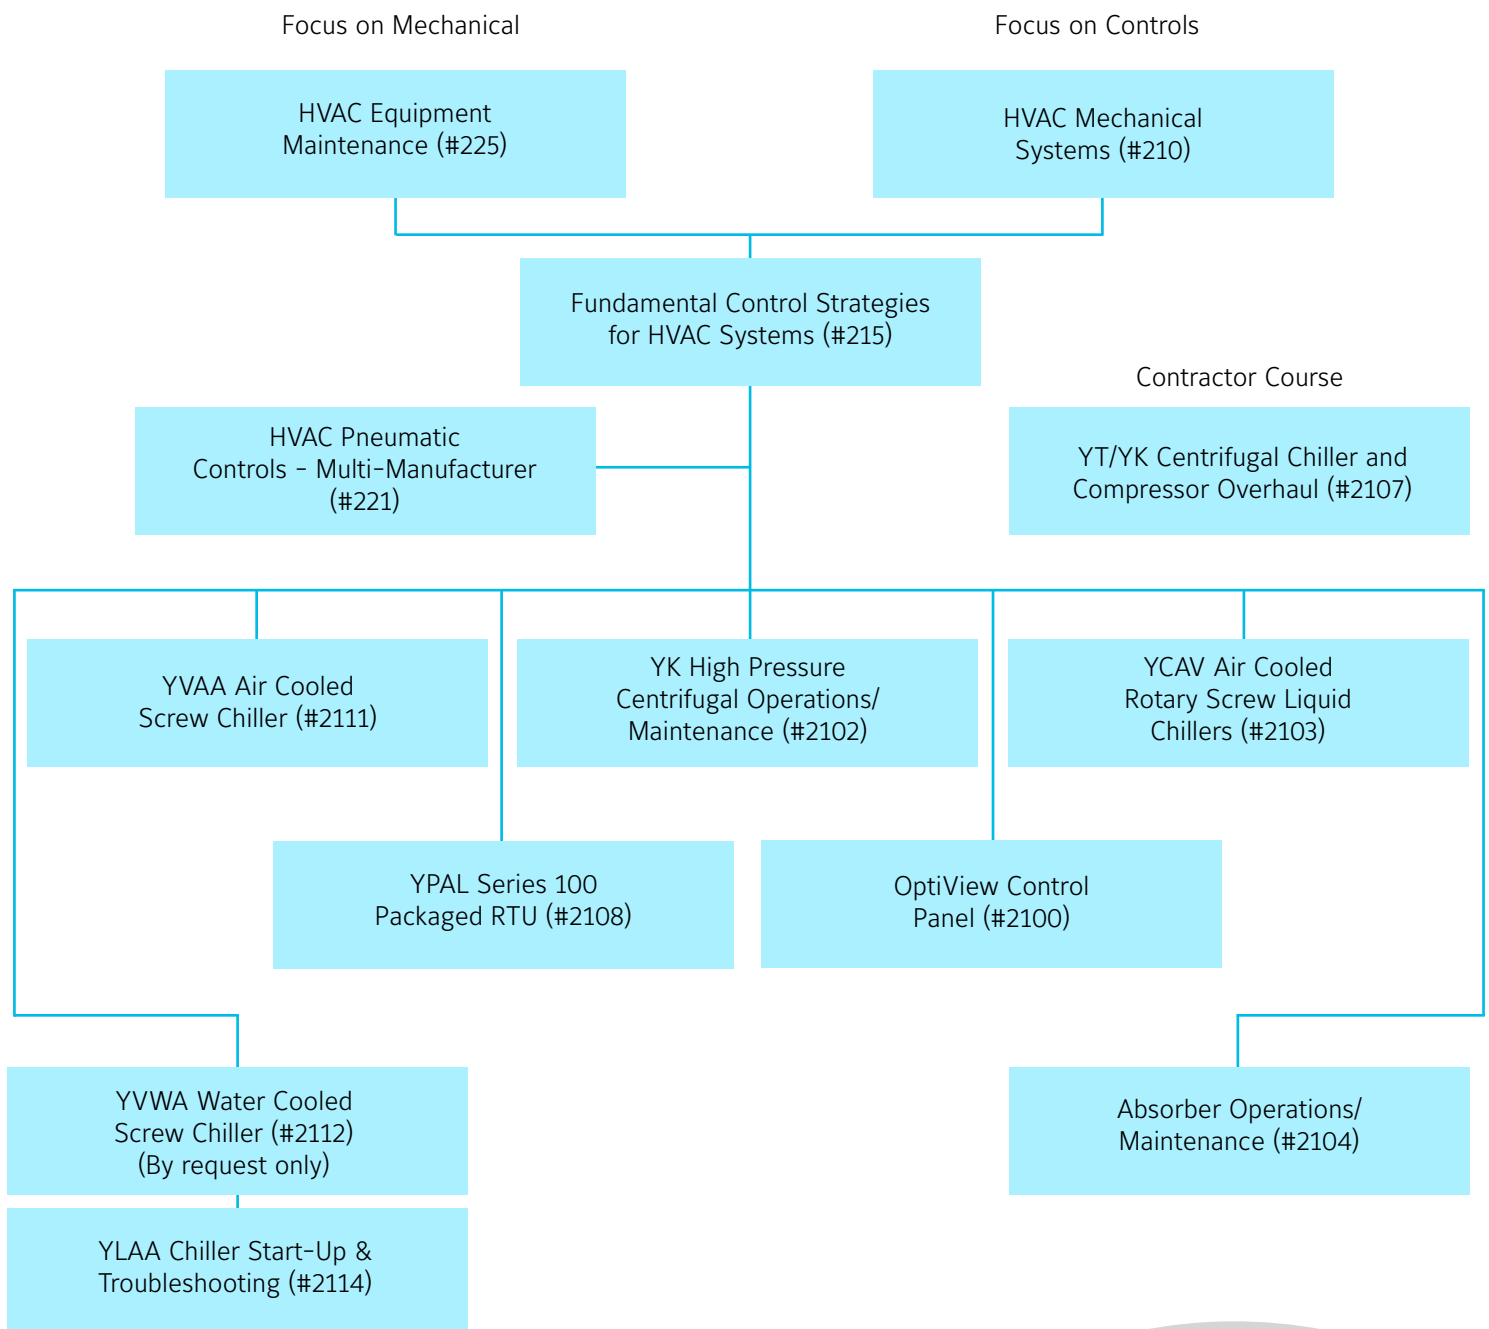 Focus on Mechanical
Focus on Controls
HVAC Equipment
Maintenance (#225)
HVAC Mechanical
Systems (#210)
Fundamental Control Strategies
for HVAC Systems (#215)
Contractor Course
HVAC Pneumatic
Controls - Multi-Manufacturer
(#221)
YT/YK Centrifugal Chiller and
Compressor Overhaul (#2107)
YVAA Air Cooled
Screw Chiller (#2111)
YK High Pressure
Centrifugal Operations/
Maintenance (#2102)
YCAV Air Cooled
Rotary Screw Liquid
Chillers (#2103)
YPAL Series 100
Packaged RTU (#2108)
OptiView Control
Panel (#2100)
YVWA Water Cooled
Screw Chiller (#2112)
(By request only)
Absorber Operations/
Maintenance (#2104)
YLAA Chiller Start-Up &
Troubleshooting (#2114)